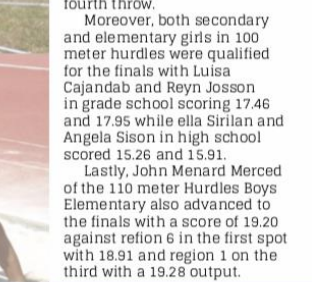 fourth throw.
Moreover, both secondary
and elementary girls in 100
meter hurdles were qualified
for the finals with Luisa
Cajandab and Reyn Josson
in grade school scoring 17.46
and 17.95 while ella Sirilan and
Angela Sison in high school
scored 15.26 and 15.91.
Lastly, John Menard Merced
of the 110 meter Hurdles Boys
Elementary also advanced to
the finals with a score of 19.20
against refion 6 in the first spot
with 18.91 and region 1 on the
third with a 19.28 output.